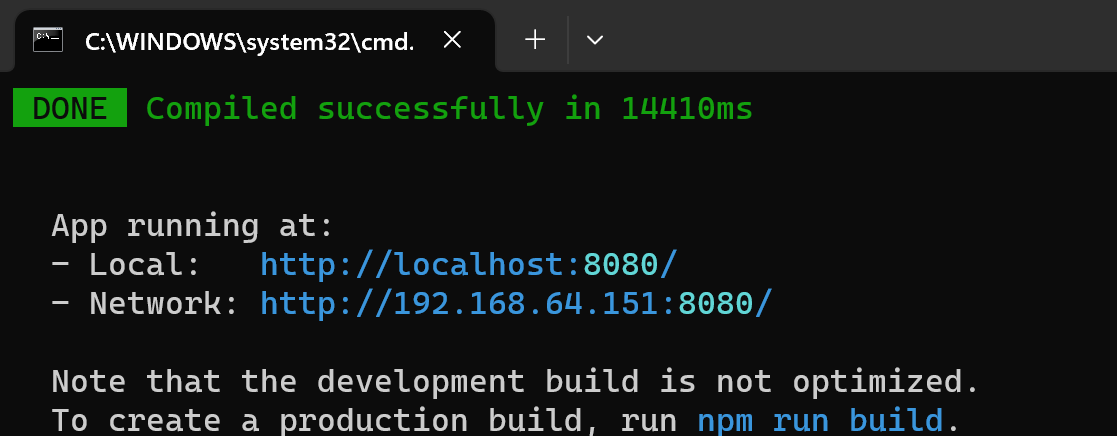 C:\WINDOWS\system32\cmd.
DONE Compiled successfully in 14410ms
App running at:
- Local: http://localhost:8080/
- Network: http://192.168.64.151:8080/
Note that the development build is not optimized.
To create a production build, run npm run build.